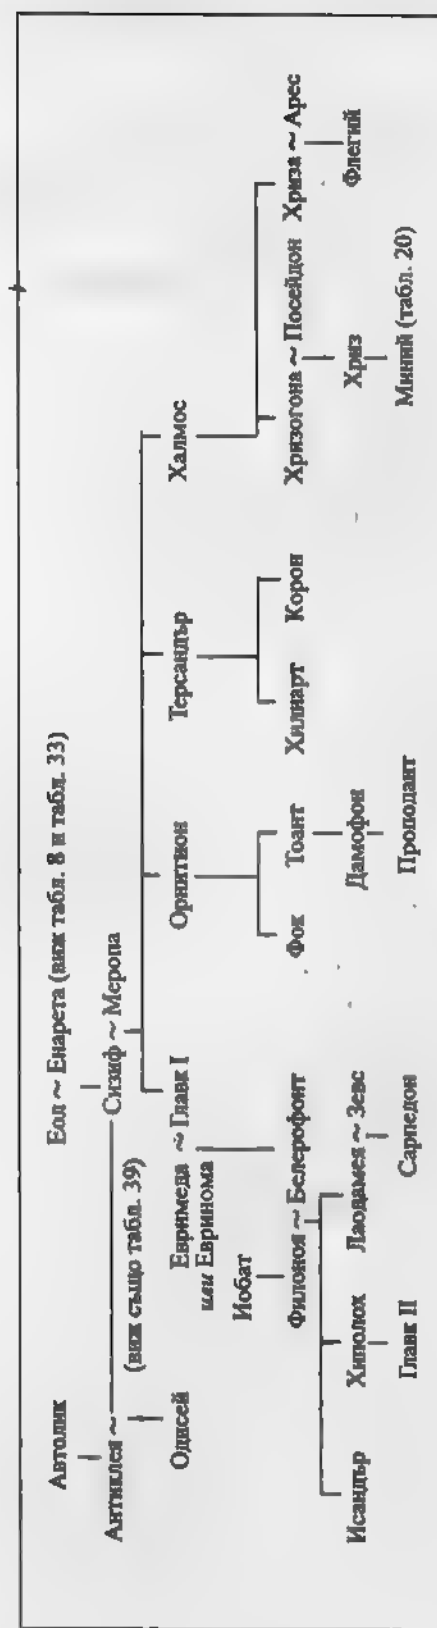 Еол ~ Енарета (виж табл. 8 и табл. 33)
Автолик
Антиклея ~ Сизиф ~ Меропа
(виж също табл. 39)
Одисей
Евримеда ~ Главк I Орнитион Терсандър Халмос
или Евринома
Иобат
Филоноя ~ Белерофонт Фок Тоант Хилиарт Корон Хризогона ~ Посейдон Хриза ~ Арес
Исандър Хиполох Лаодамея ~ Зевс Дамофон Хриз Флегий
Главк II Сарпедон Проподант Миний (табл. 20)